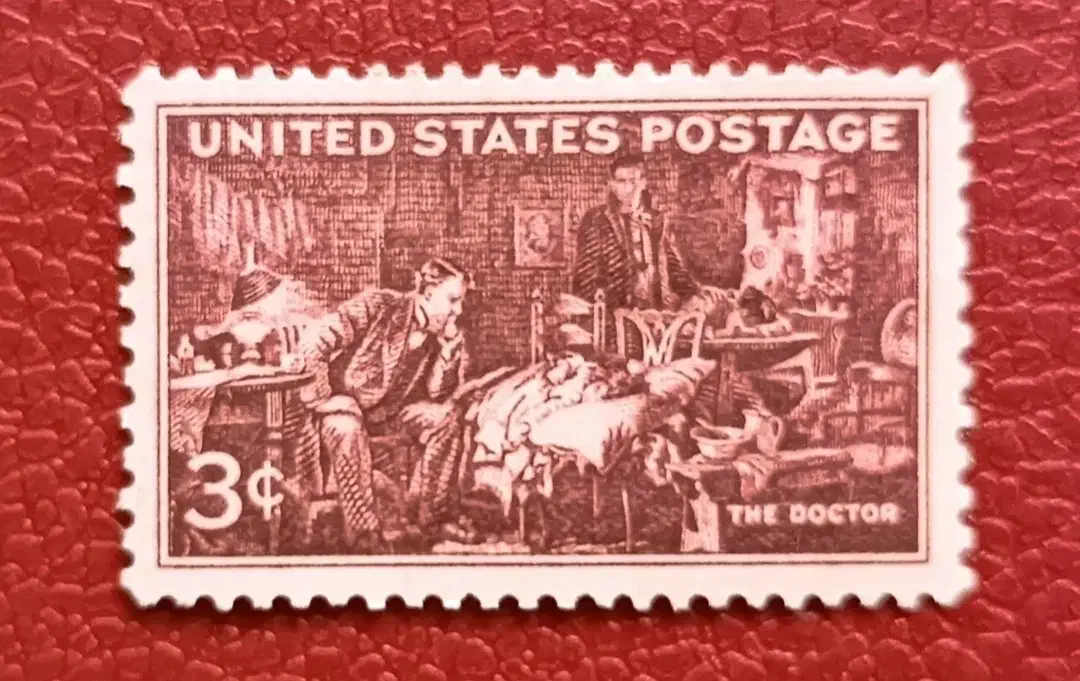 UNITED STATES POSTAGE
3¢
THE DOCTOR